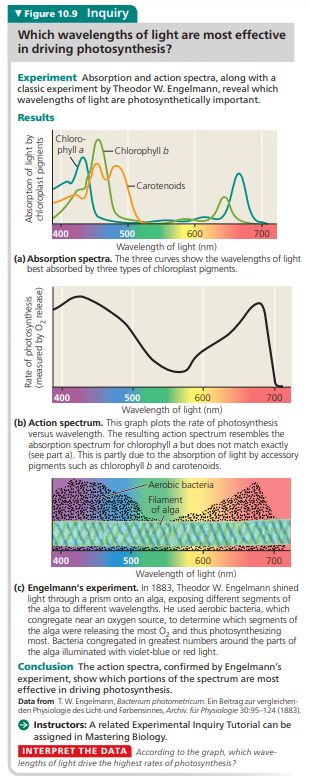 ▼ Figure 10.9 Inquiry
Which wavelengths of light are most effective
in driving photosynthesis?
Experiment Absorption and action spectra, along with a
classic experiment by Theodor W. Engelmann, reveal which
wavelengths of light are photosynthetically important.
Results
Absorption of light by
chloroplast pigments
Chloro-
phyll a
Chlorophyll b
Carotenoids
400 500 600 700
Wavelength of light (nm)
(a) Absorption spectra. The three curves show the wavelengths of light
best absorbed by three types of chloroplast pigments.
Rate of photosynthesis
(measured by O2 release)
400 500 600 700
Wavelength of light (nm)
(b) Action spectrum. This graph plots the rate of photosynthesis
versus wavelength. The resulting action spectrum resembles the
absorption spectrum for chlorophyll a but does not match exactly
(see part a). This is partly due to the absorption of light by accessory
pigments such as chlorophyll b and carotenoids.
Aerobic bacteria
Filament
of alga
400 500 600 700
Wavelength of light (nm)
(c) Engelmann's experiment. In 1883, Theodor W. Engelmann shined
light through a prism onto an alga, exposing different segments of
the alga to different wavelengths. He used aerobic bacteria, which
congregate near an oxygen source, to determine which segments of
the alga were releasing the most O2 and thus photosynthesizing
most. Bacteria congregated in greatest numbers around the parts of
the alga illuminated with violet-blue or red light.
Conclusion The action spectra, confirmed by Engelmann's
experiment, show which portions of the spectrum are most
effective in driving photosynthesis.
Data from T. W. Engelmann, Bacterium photometricum. Ein Beitrag zur vergleichen-
den Physiologie des Licht-und Farbensinnes, Archiv. für Physiologie 30:95–124 (1883).
Instructors: A related Experimental Inquiry Tutorial can be
assigned in Mastering Biology.
INTERPRET THE DATA According to the graph, which wave-
lengths of light drive the highest rates of photosynthesis?